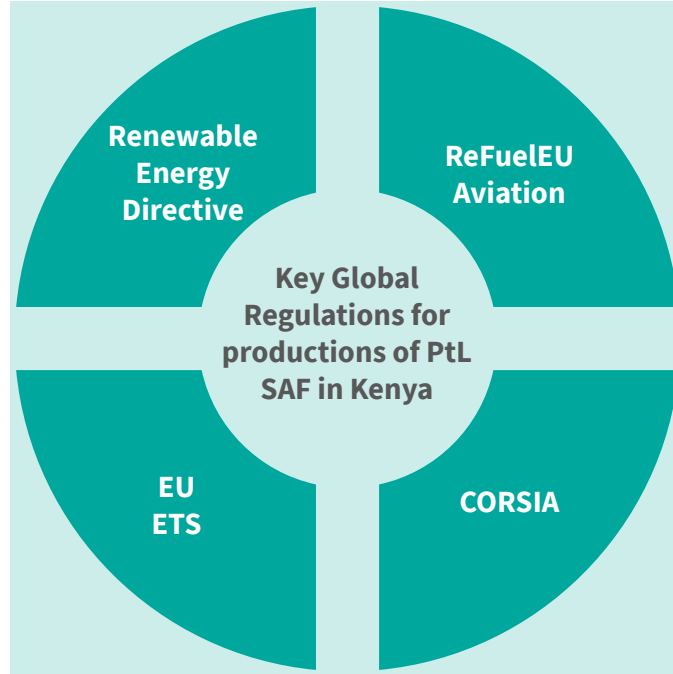 Renewable
Energy
Directive
ReFuelEU
Aviation
Key Global
Regulations for
productions of PtL
SAF in Kenya
EU
ETS
CORSIA